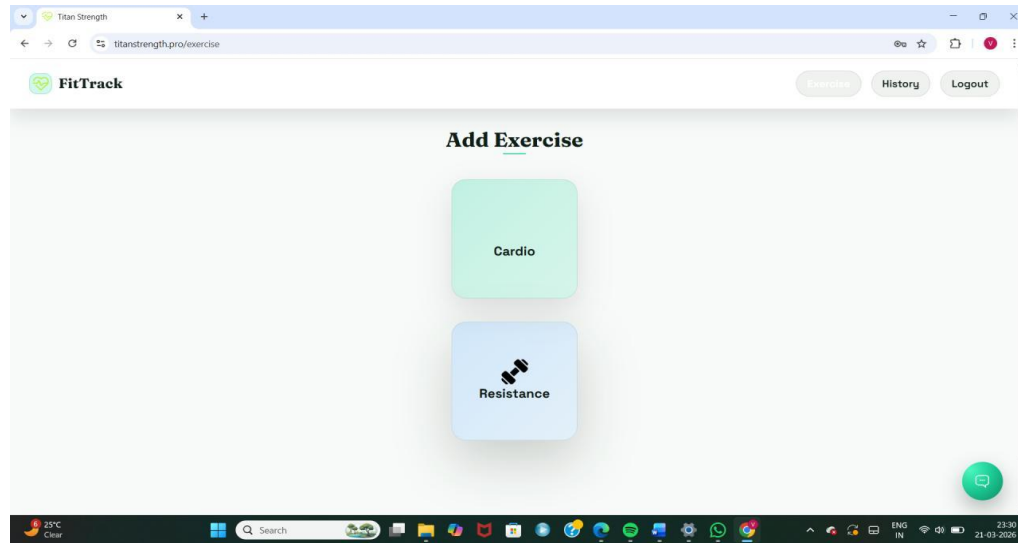 Titan Strength
titanstrength.pro/exercise
V
FitTrack
Exercise
History
Logout
Add Exercise
Cardio
Resistance
6
25°C
Clear
Search
ENG
IN
23:30
21-03-2026